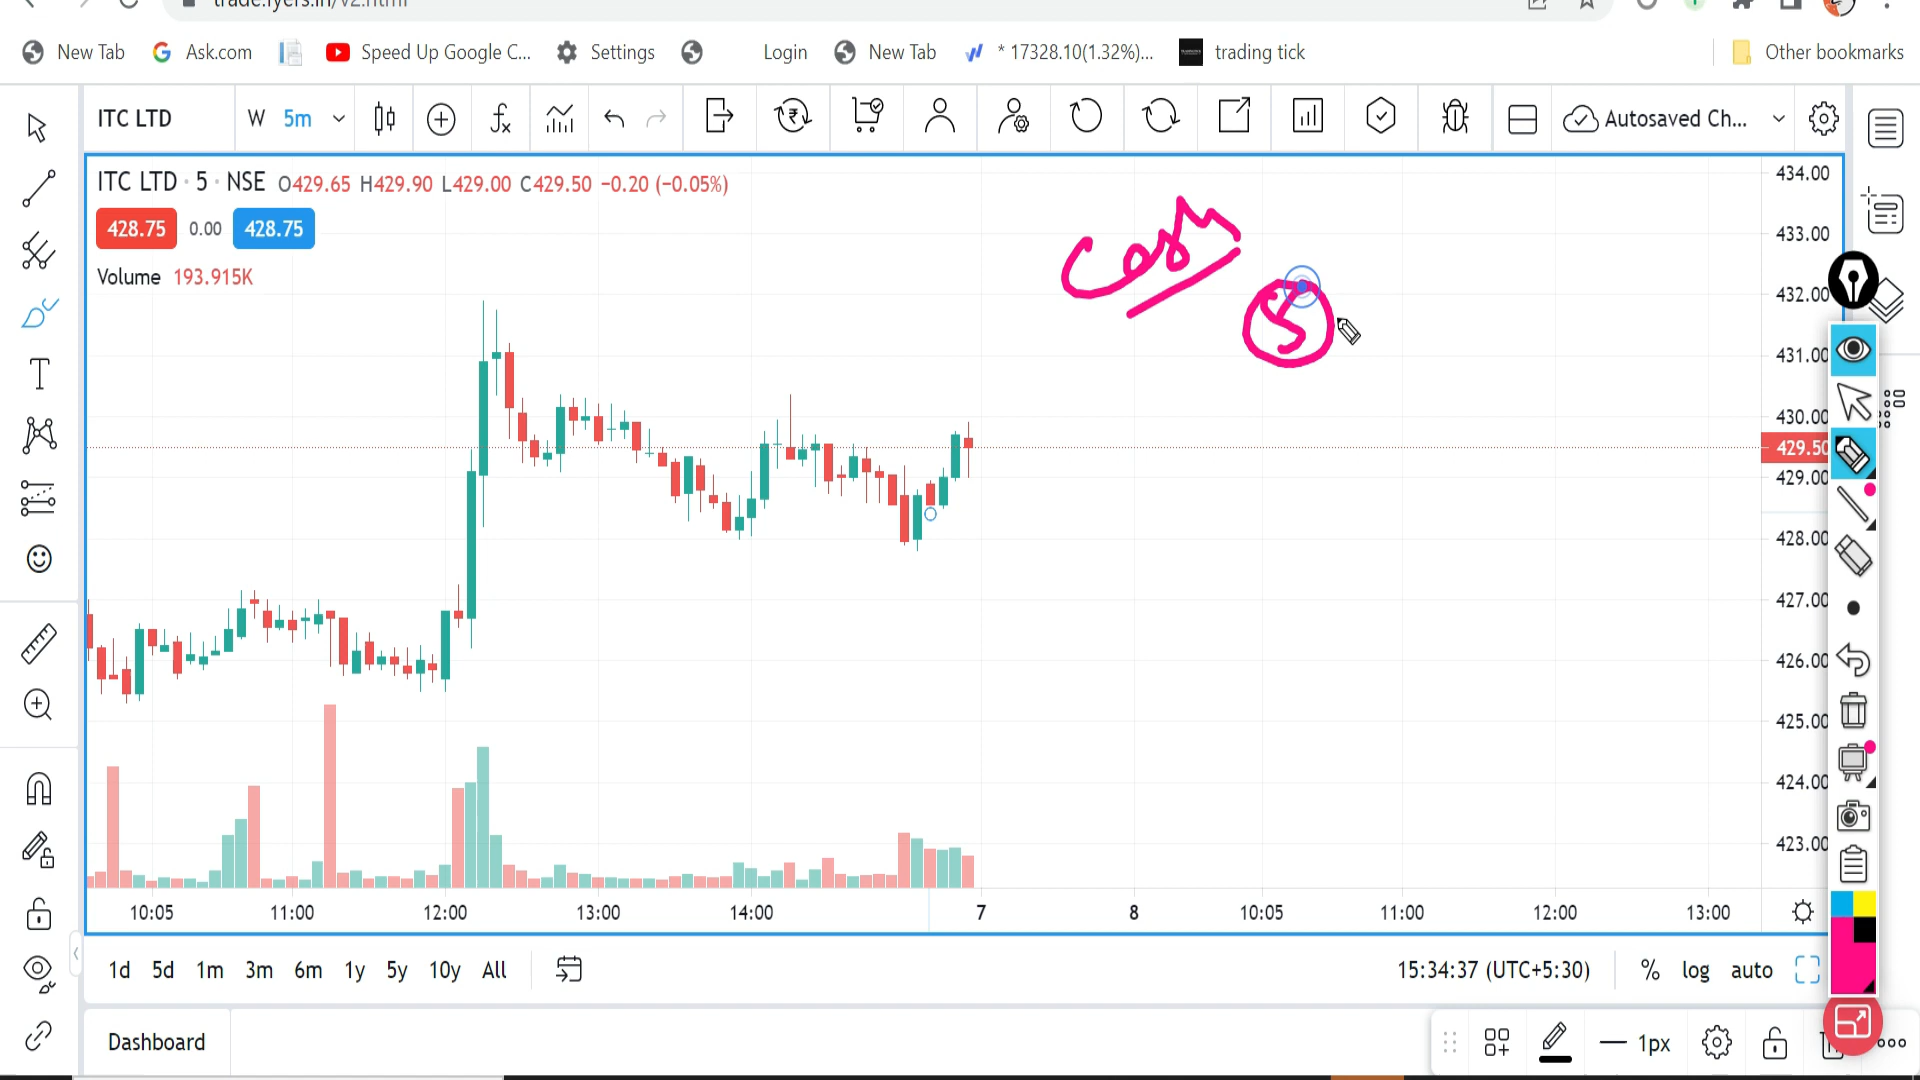 New Tab Ask.com Speed Up Google C... Settings Login New Tab * 17328.10(1.32%)... trading tick Other bookmarks
ITC LTD W 5m Autosaved Ch...
ITC LTD · 5 · NSE O429.65 H429.90 L429.00 C429.50 −0.20 (−0.05%)
428.75 0.00 428.75
Volume 193.915K
Cash
5
434.00
433.00
432.00
431.00
430.00
429.50
429.00
428.00
427.00
426.00
425.00
424.00
423.00
10:05 11:00 12:00 13:00 14:00 7 8 10:05 11:00 12:00 13:00
1d 5d 1m 3m 6m 1y 5y 10y All 15:34:37 (UTC+5:30) % log auto
Dashboard 1px